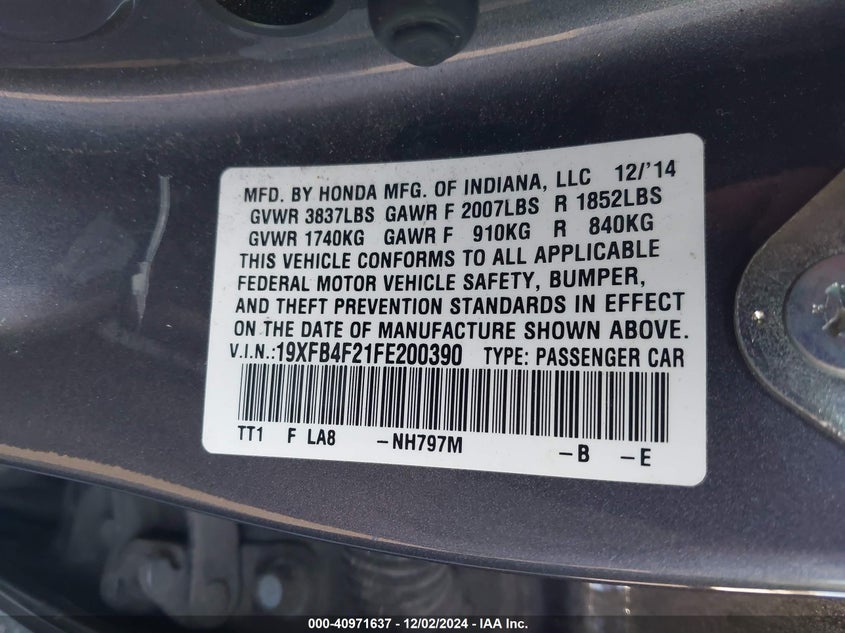 MFD. BY HONDA MFG. OF INDIANA, LLC 12/'14
GVWR 3837LBS GAWR F 2007LBS R 1852LBS
GVWR 1740KG GAWR F 910KG R 840KG
THIS VEHICLE CONFORMS TO ALL APPLICABLE
FEDERAL MOTOR VEHICLE SAFETY, BUMPER,
AND THEFT PREVENTION STANDARDS IN EFFECT
ON THE DATE OF MANUFACTURE SHOWN ABOVE.
V.I.N.:19XFB4F21FE200390 TYPE: PASSENGER CAR
TT1 F LA8 -NH797M -B -E
000-40971637 - 12/02/2024 - IAA Inc.